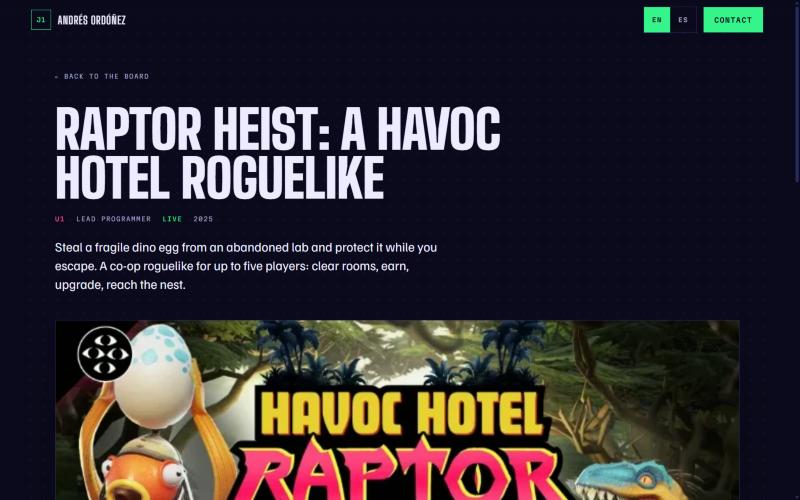 J1 ANDRÉS ORDÓÑEZ
EN ES CONTACT
← BACK TO THE BOARD
RAPTOR HEIST: A HAVOC
HOTEL ROGUELIKE
U1 LEAD PROGRAMMER LIVE 2025
Steal a fragile dino egg from an abandoned lab and protect it while you
escape. A co-op roguelike for up to five players: clear rooms, earn,
upgrade, reach the nest.
HAVOC HOTEL
RAPTOR